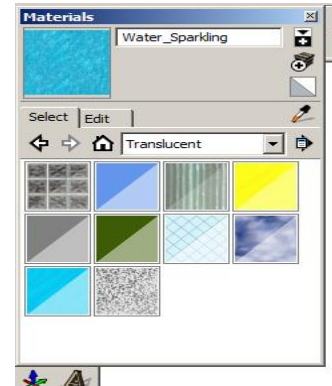 Materials
Water_Sparkling
Select
Edit
Translucent